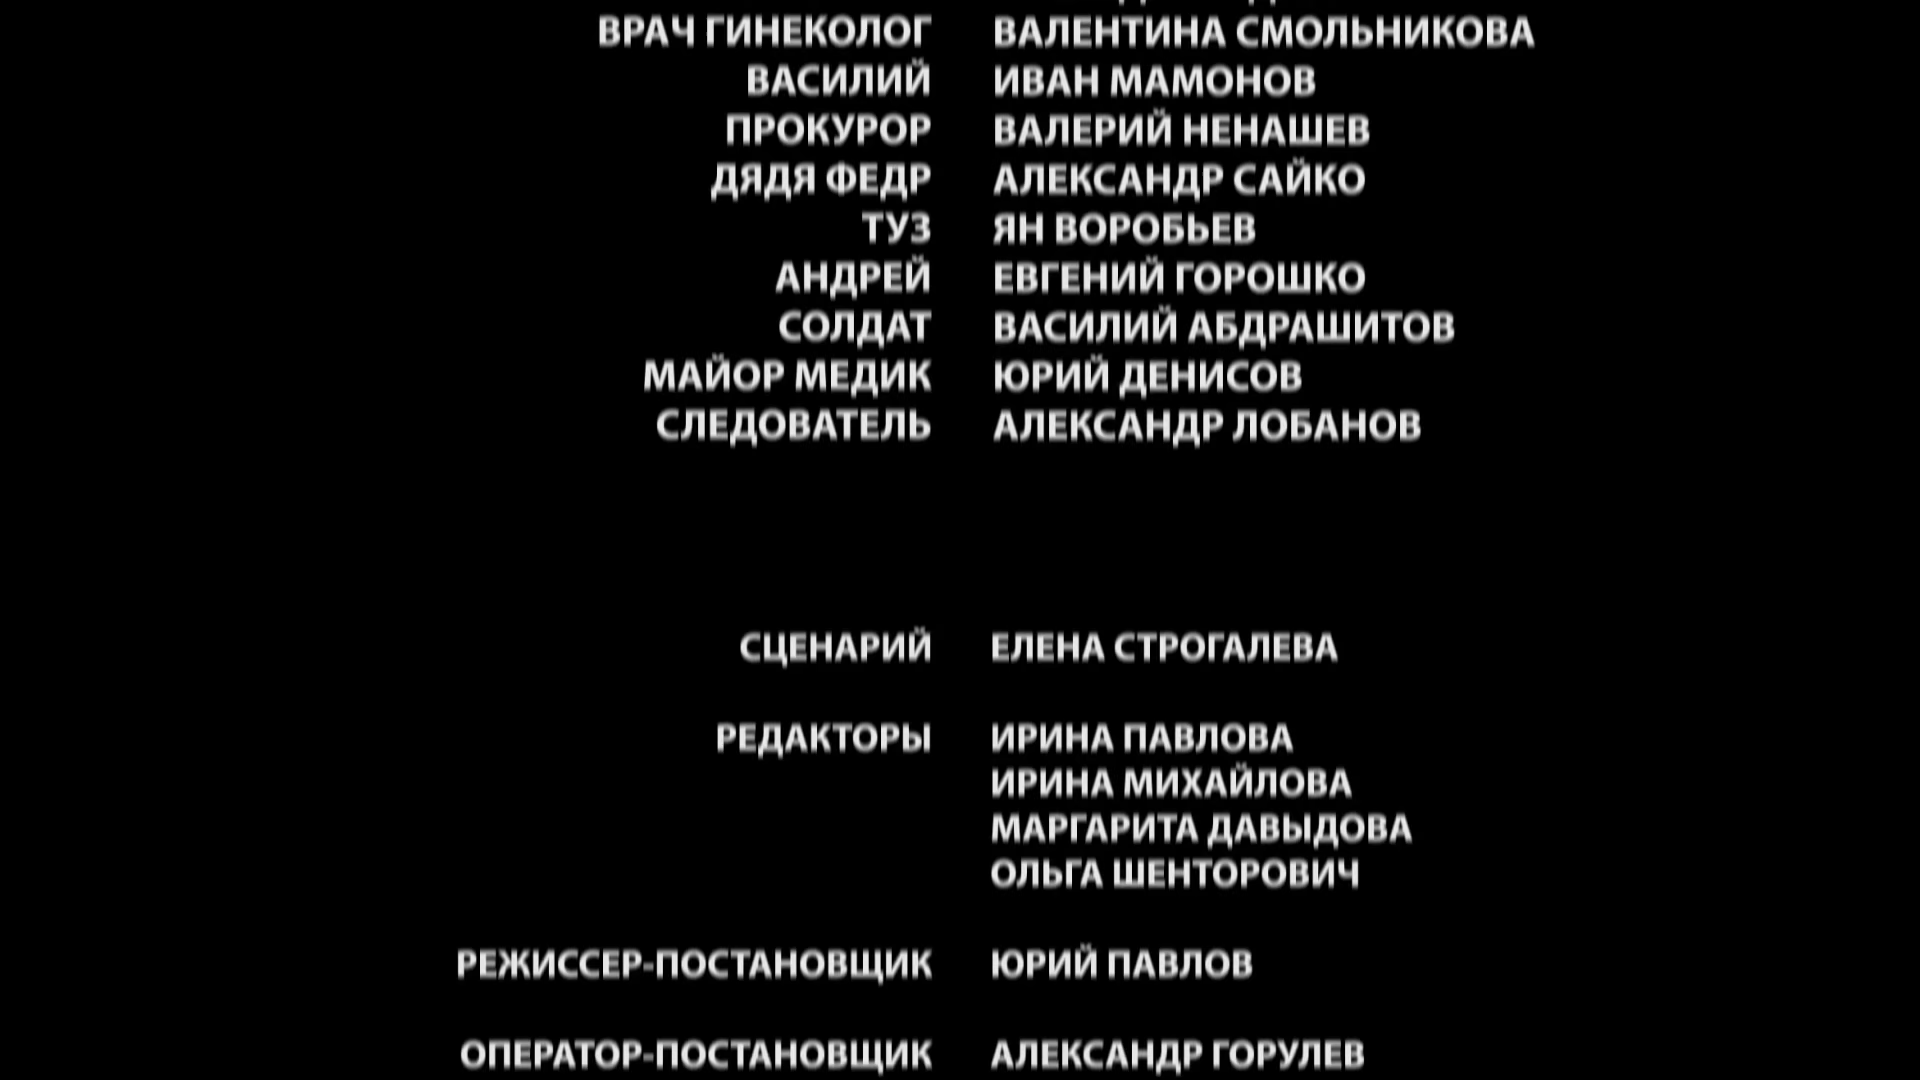 ВРАЧ ГИНЕКОЛОГ ВАЛЕНТИНА СМОЛЬНИКОВА
ВАСИЛИЙ ИВАН МАМОНОВ
ПРОКУРОР ВАЛЕРИЙ НЕНАШЕВ
ДЯДЯ ФЕДР АЛЕКСАНДР САЙКО
ТУЗ ЯН ВОРОБЬЕВ
АНДРЕЙ ЕВГЕНИЙ ГОРОШКО
СОЛДАТ ВАСИЛИЙ АБДРАШИТОВ
МАЙОР МЕДИК ЮРИЙ ДЕНИСОВ
СЛЕДОВАТЕЛЬ АЛЕКСАНДР ЛОБАНОВ
СЦЕНАРИЙ ЕЛЕНА СТРОГАЛЕВА
РЕДАКТОРЫ ИРИНА ПАВЛОВА
ИРИНА МИХАЙЛОВА
МАРГАРИТА ДАВЫДОВА
ОЛЬГА ШЕНТОРОВИЧ
РЕЖИССЕР-ПОСТАНОВЩИК ЮРИЙ ПАВЛОВ
ОПЕРАТОР-ПОСТАНОВЩИК АЛЕКСАНДР ГОРУЛЕВ